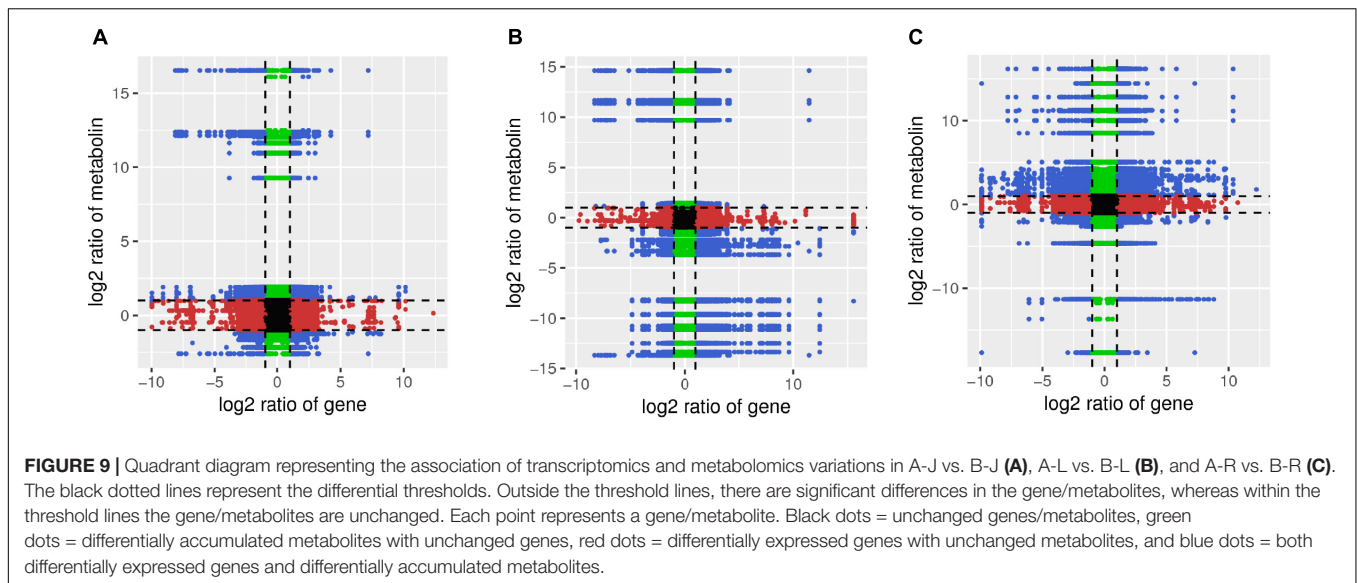 A
B
C
log2 ratio of metabolin
15
10
5
0
−10
−5
0
5
10
log2 ratio of gene
log2 ratio of metabolin
15
10
5
0
−5
−10
−15
−10
0
10
log2 ratio of gene
log2 ratio of metabolin
10
0
−10
−10
−5
0
5
10
log2 ratio of gene
FIGURE 9 | Quadrant diagram representing the association of transcriptomics and metabolomics variations in A-J vs. B-J (A), A-L vs. B-L (B), and A-R vs. B-R (C).
The black dotted lines represent the differential thresholds. Outside the threshold lines, there are significant differences in the gene/metabolites, whereas within the
threshold lines the gene/metabolites are unchanged. Each point represents a gene/metabolite. Black dots = unchanged genes/metabolites, green
dots = differentially accumulated metabolites with unchanged genes, red dots = differentially expressed genes with unchanged metabolites, and blue dots = both
differentially expressed genes and differentially accumulated metabolites.